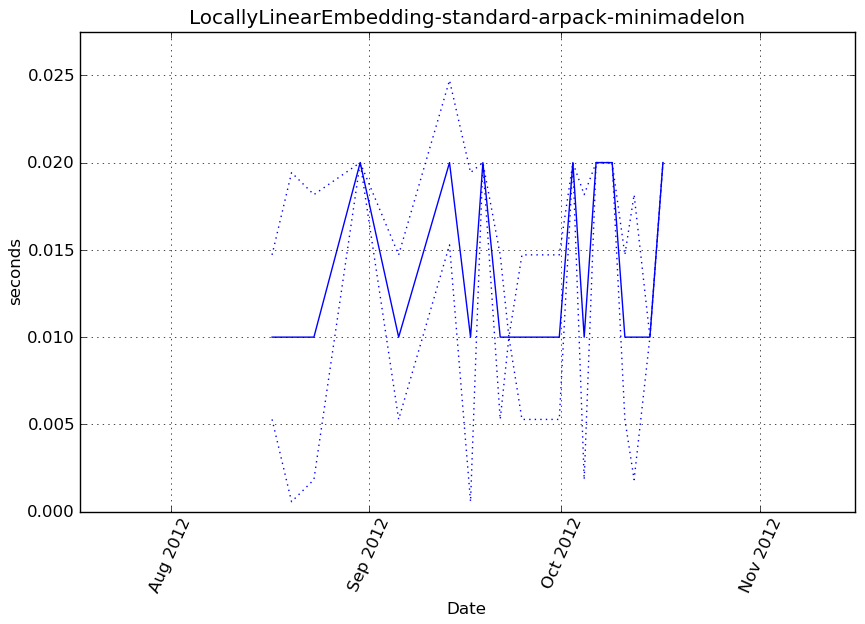 LocallyLinearEmbedding-standard-arpack-minimadelon
0.025
0.020
0.015
0.010
0.005
0.000
seconds
Aug 2012
Sep 2012
Oct 2012
Nov 2012
Date